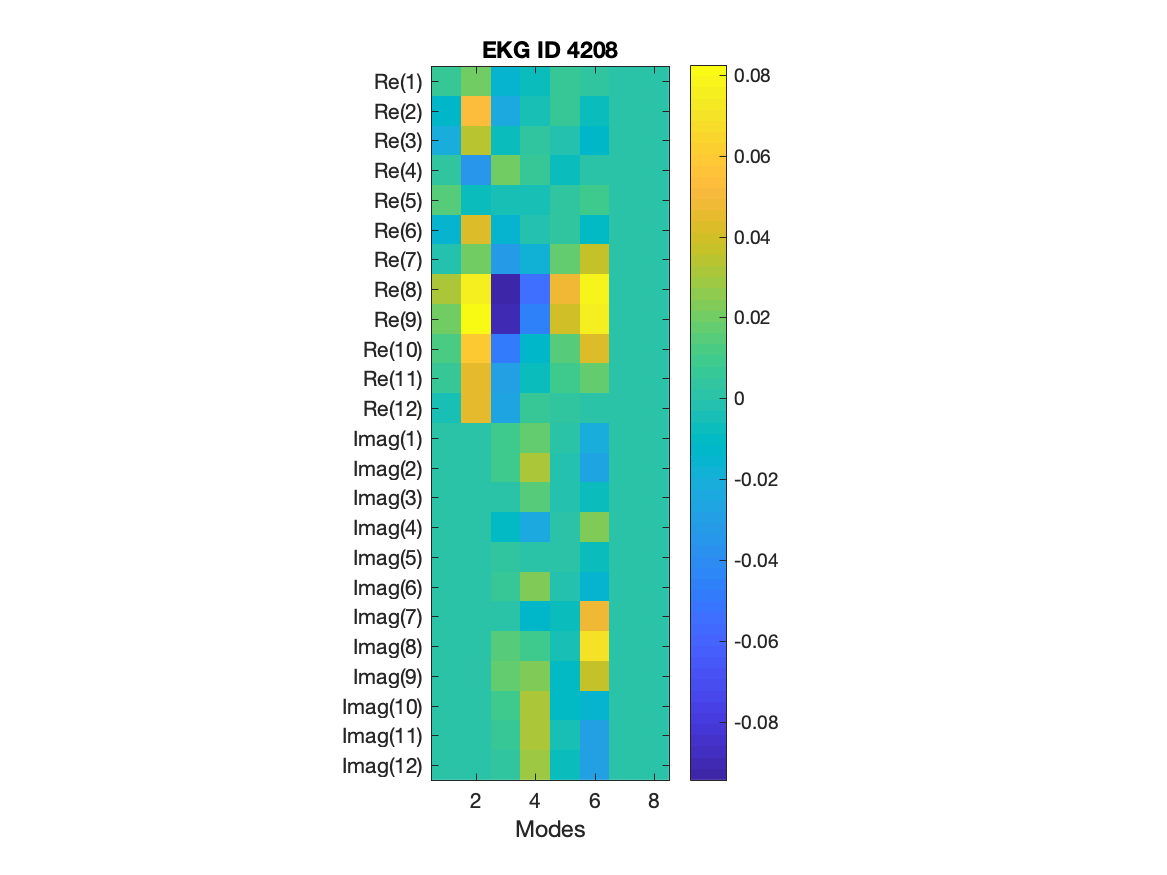 EKG ID 4208
Re(1)
Re(2)
Re(3)
Re(4)
Re(5)
Re(6)
Re(7)
Re(8)
Re(9)
Re(10)
Re(11)
Re(12)
Imag(1)
Imag(2)
Imag(3)
Imag(4)
Imag(5)
Imag(6)
Imag(7)
Imag(8)
Imag(9)
Imag(10)
Imag(11)
Imag(12)
2 4 6 8
Modes
0.08
0.06
0.04
0.02
0
-0.02
-0.04
-0.06
-0.08